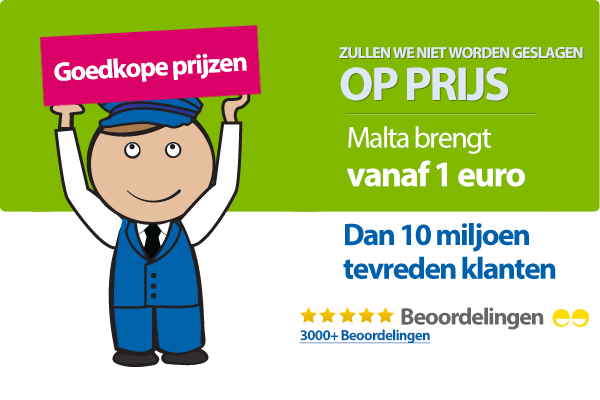 Goedkope prijzen
ZULLEN WE NIET WORDEN GESLAGEN
OP PRIJS
Malta brengt
vanaf 1 euro
Dan 10 miljoen
tevreden klanten
Beoordelingen
3000+ Beoordelingen